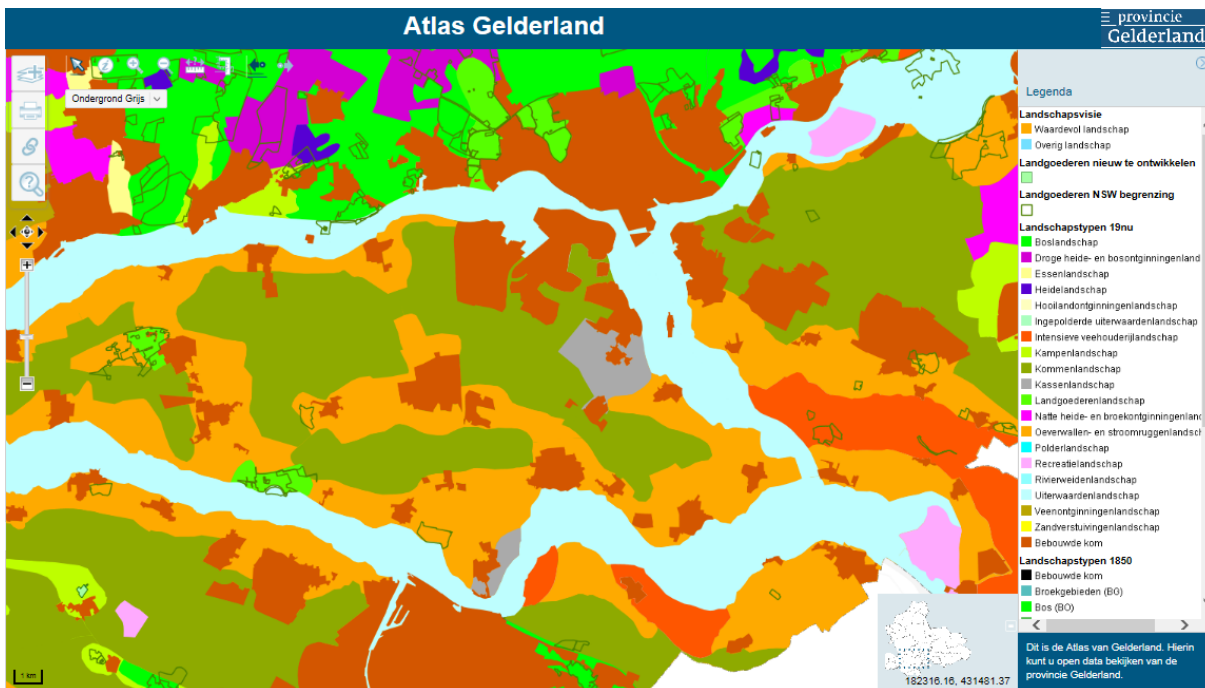 Atlas Gelderland
provincie
Gelderland
Ondergrond Grijs
Legenda
Landschapsvisie
Waardevol landschap
Overig landschap
Landgoederen nieuw te ontwikkelen
Landgoederen NSW begrenzing
Landschapstypen 19nu
Boslandschap
Droge heide- en bosontginningenland
Essenlandschap
Heidelandschap
Hooilandontginningenlandschap
Ingepolderde uiterwaardenlandschap
Intensieve veehouderijlandschap
Kampenlandschap
Kommenlandschap
Kassenlandschap
Landgoederenlandschap
Natte heide- en broekontginningenland
Oeverwallen- en stroomruggenlandsch
Polderlandschap
Recreatielandschap
Rivierweidenlandschap
Uiterwaardenlandschap
Veenontginningenlandschap
Zandverstuivingenlandschap
Bebouwde kom
Landschapstypen 1850
Bebouwde kom
Broekgebieden (BG)
Bos (BO)
Dit is de Atlas van Gelderland. Hierin
kunt u open data bekijken van de
provincie Gelderland.
1 km
182316.16, 431481.37